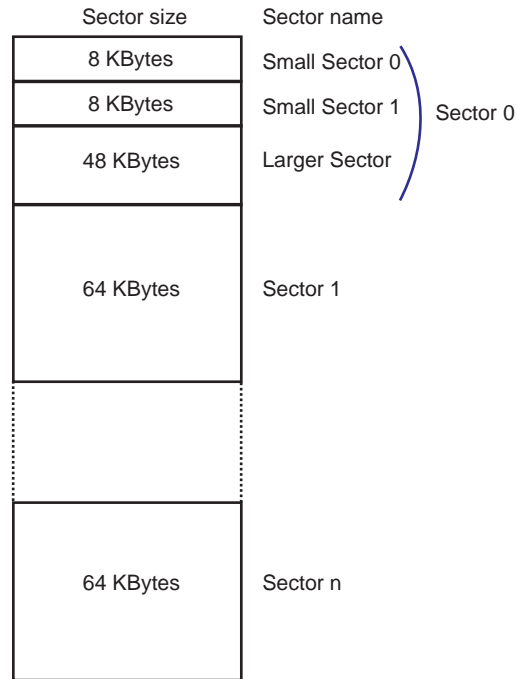 Sector size Sector name
8 KBytes Small Sector 0
8 KBytes Small Sector 1
Sector 0
48 KBytes Larger Sector
64 KBytes Sector 1
64 KBytes Sector n